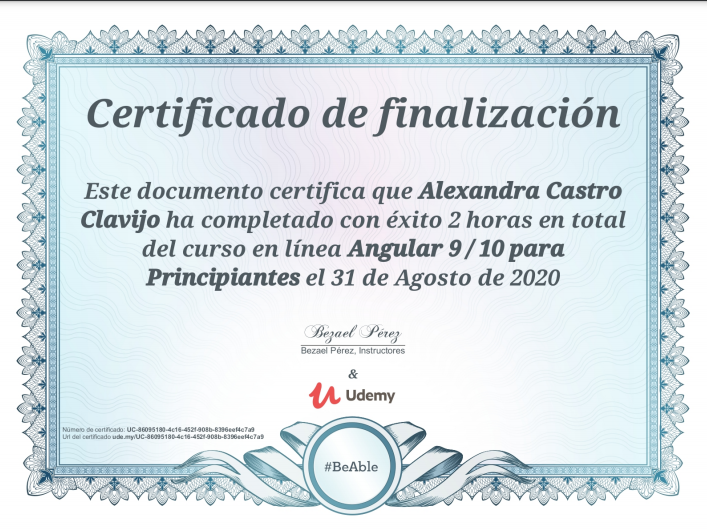 Certificado de finalización
Este documento certifica que Alexandra Castro
Clavijo ha completado con éxito 2 horas en total
del curso en línea Angular 9 / 10 para
Principiantes el 31 de Agosto de 2020
Bezael Pérez
Bezael Pérez, Instructores
&
Udemy
Número de certificado: UC-86095180-4c16-452f-908b-8396eef4c7a9
Url del certificado ude.my/UC-86095180-4c16-452f-908b-8396eef4c7a9
#BeAble